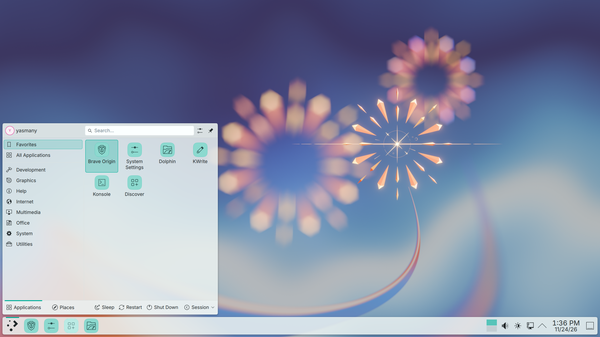 yasmany
Search...
Favorites
All Applications
Development
Graphics
Help
Internet
Multimedia
Office
System
Utilities
Brave Origin
System Settings
Dolphin
KWrite
Konsole
Discover
Applications
Places
Sleep
Restart
Shut Down
Session
1:36 PM
11/24/26